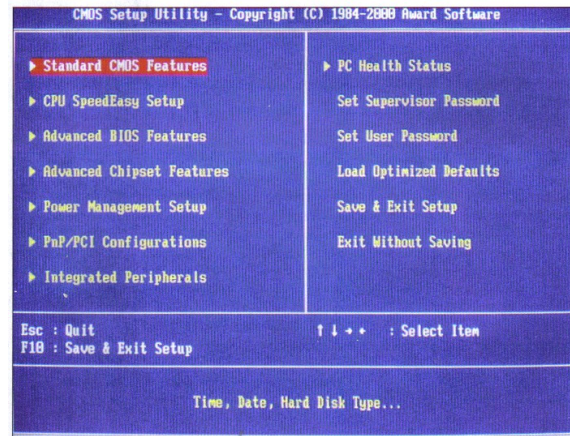 CMOS Setup Utility - Copyright (C) 1984-2000 Award Software
▶ Standard CMOS Features
▶ CPU SpeedEasy Setup
▶ Advanced BIOS Features
▶ Advanced Chipset Features
▶ Power Management Setup
▶ PnP/PCI Configurations
▶ Integrated Peripherals
▶ PC Health Status
Set Supervisor Password
Set User Password
Load Optimized Defaults
Save & Exit Setup
Exit Without Saving
Esc : Quit
F10 : Save & Exit Setup
↑ ↓ → ← : Select Item
Time, Date, Hard Disk Type...